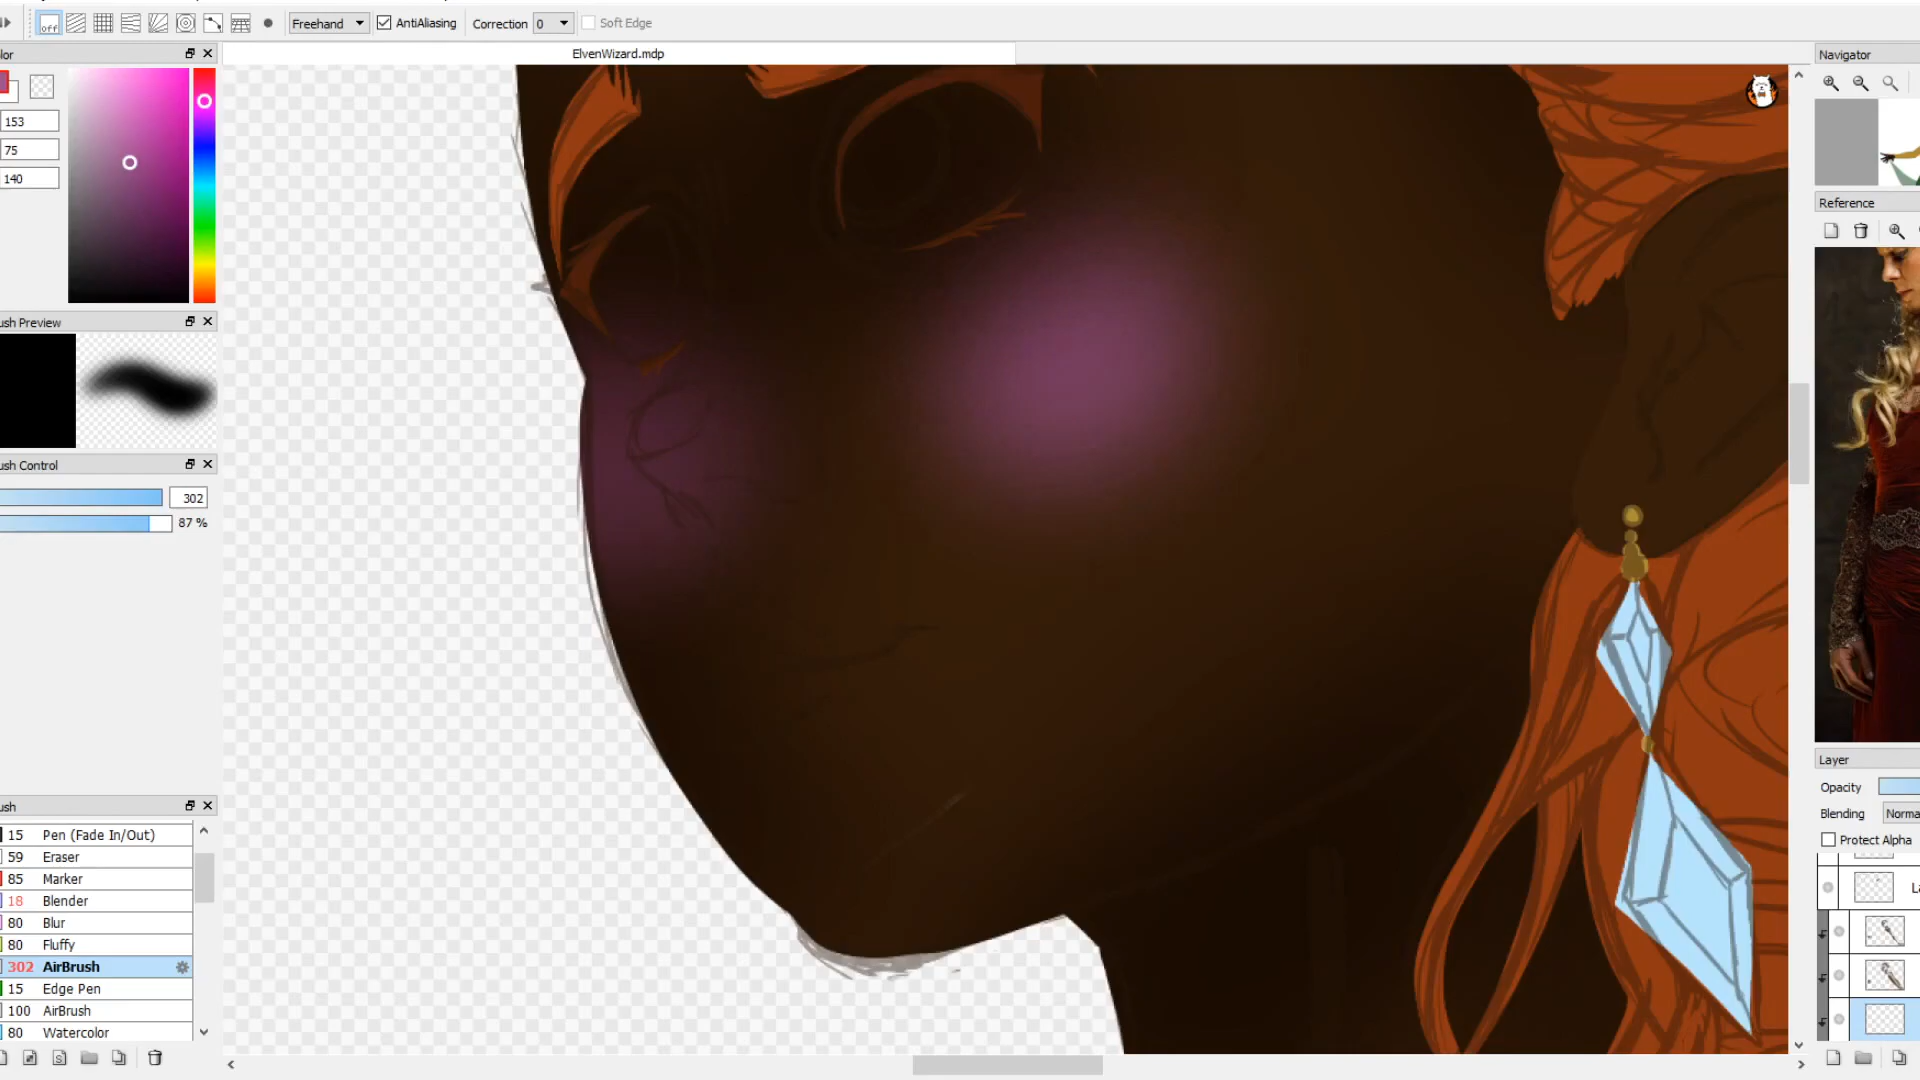 off Freehand AntiAliasing Correction 0 Soft Edge
lor
ElvenWizard.mdp
Navigator
153
75
140
Reference
ush Preview
ush Control
302
87 %
Layer
Opacity
Blending Norma
Protect Alpha
ush
15 Pen (Fade In/Out)
59 Eraser
85 Marker
18 Blender
80 Blur
80 Fluffy
302 AirBrush
15 Edge Pen
100 AirBrush
80 Watercolor
La
S